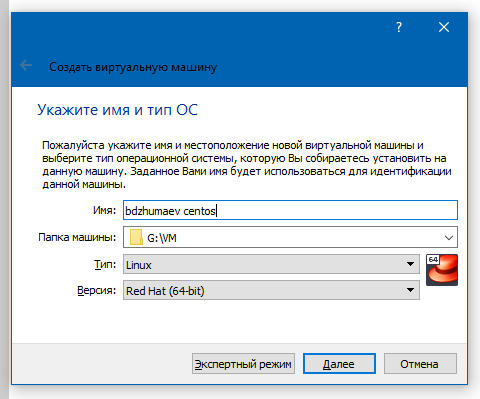 ?
Создать виртуальную машину
Укажите имя и тип ОС
Пожалуйста укажите имя и местоположение новой виртуальной машины и
выберите тип операционной системы, которую Вы собираетесь установить на
данную машину. Заданное Вами имя будет использоваться для идентификации
данной машины.
Имя: bdzhumaev centos
Папка машины: G:\VM
Тип: Linux 64
Версия: Red Hat (64-bit)
Экспертный режим Далее Отмена